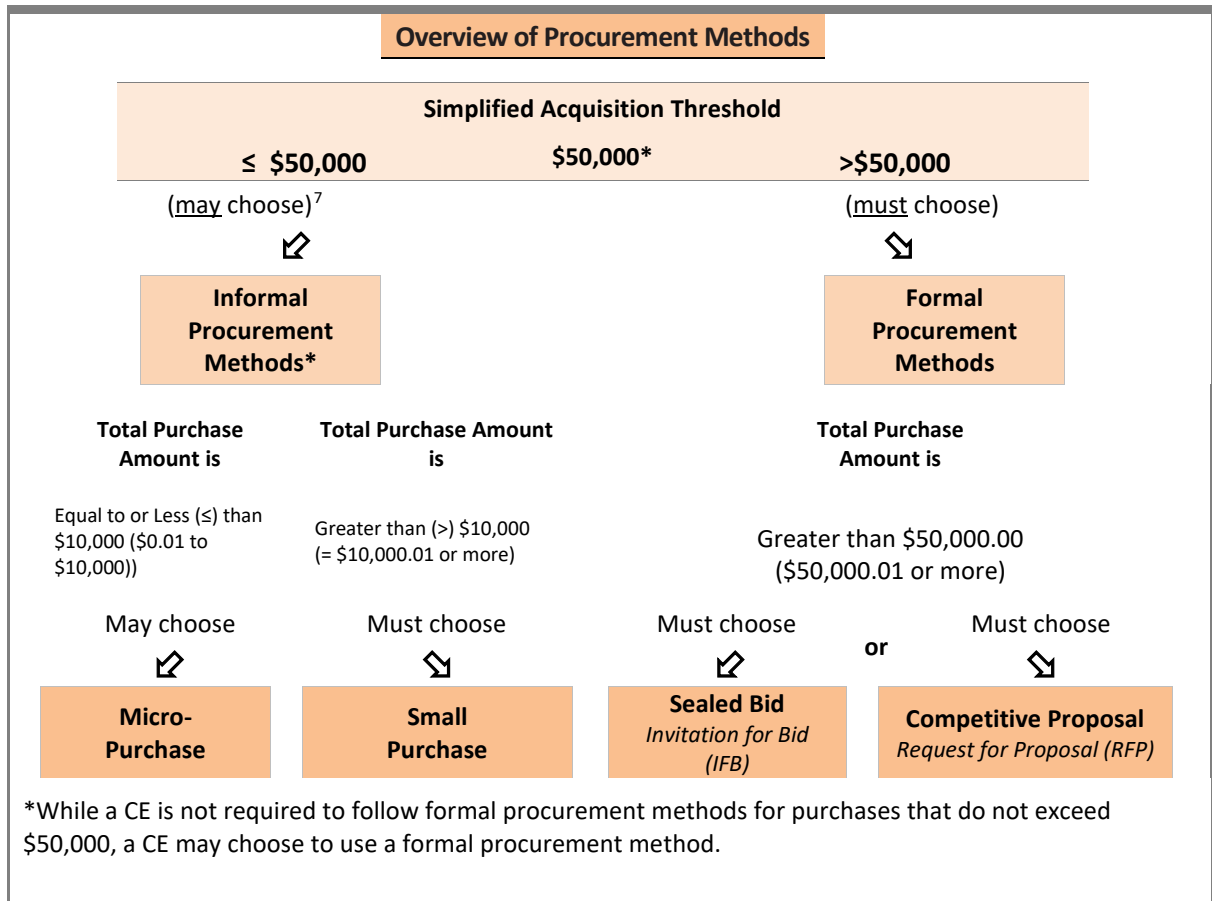 Overview of Procurement Methods
Simplified Acquisition Threshold
≤ $50,000
$50,000*
>$50,000
(may choose)7
(must choose)
Informal
Procurement
Methods*
Formal
Procurement
Methods
Total Purchase
Amount is
Total Purchase Amount
is
Total Purchase
Amount is
Equal to or Less (≤) than
$10,000 ($0.01 to
$10,000))
Greater than (>) $10,000
(= $10,000.01 or more)
Greater than $50,000.00
($50,000.01 or more)
May choose
Must choose
Must choose
or
Must choose
Micro-
Purchase
Small
Purchase
Sealed Bid
Invitation for Bid
(IFB)
Competitive Proposal
Request for Proposal (RFP)
*While a CE is not required to follow formal procurement methods for purchases that do not exceed
$50,000, a CE may choose to use a formal procurement method.